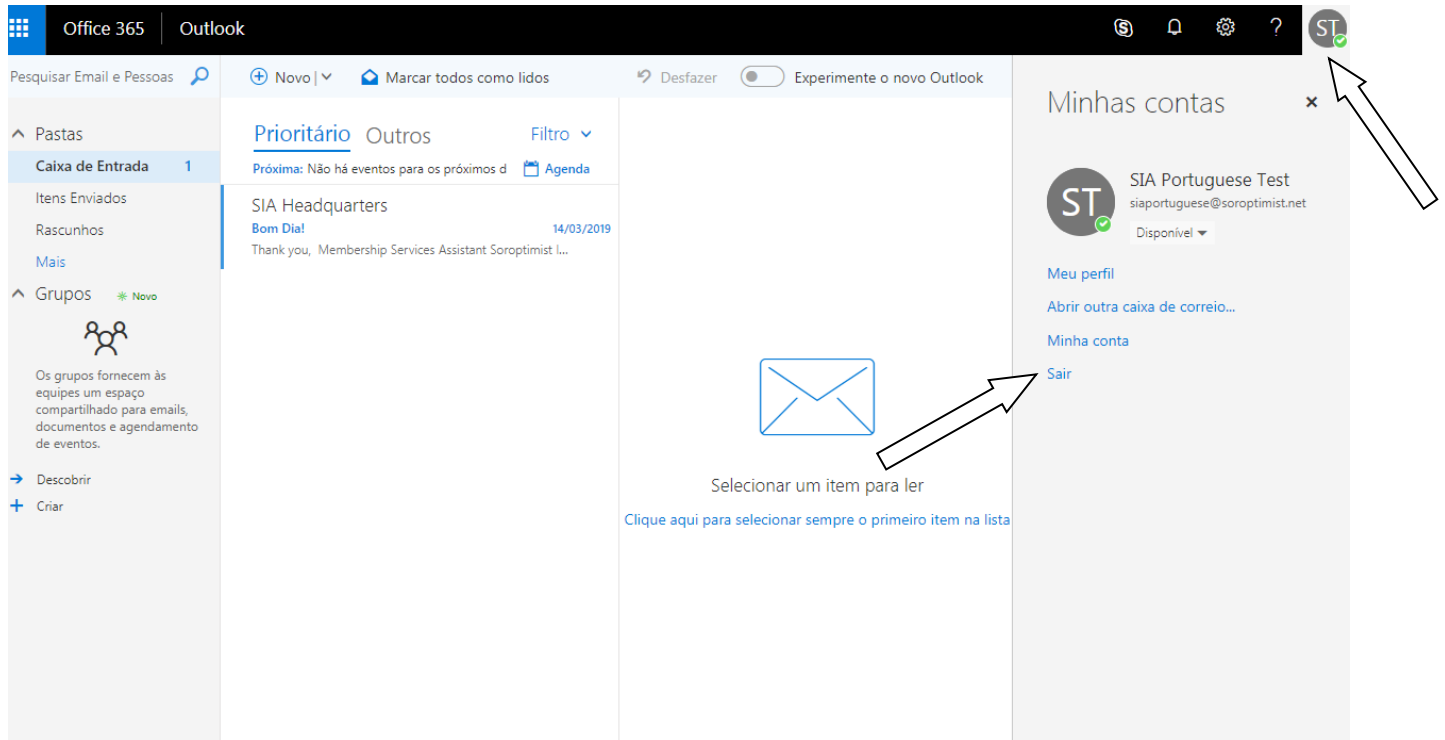 Office 365 Outlook
ST
Pesquisar Email e Pessoas
Novo
Marcar todos como lidos
Desfazer
Experimente o novo Outlook
Pastas
Caixa de Entrada 1
Itens Enviados
Rascunhos
Mais
Grupos Novo
Os grupos fornecem às
equipes um espaço
compartilhado para emails,
documentos e agendamento
de eventos.
Descobrir
Criar
Prioritário Outros Filtro
Próxima: Não há eventos para os próximos d Agenda
SIA Headquarters
Bom Dia! 14/03/2019
Thank you, Membership Services Assistant Soroptimist I...
Selecionar um item para ler
Clique aqui para selecionar sempre o primeiro item na lista
Minhas contas
ST
SIA Portuguese Test
siaportuguese@soroptimist.net
Disponível
Meu perfil
Abrir outra caixa de correio...
Minha conta
Sair